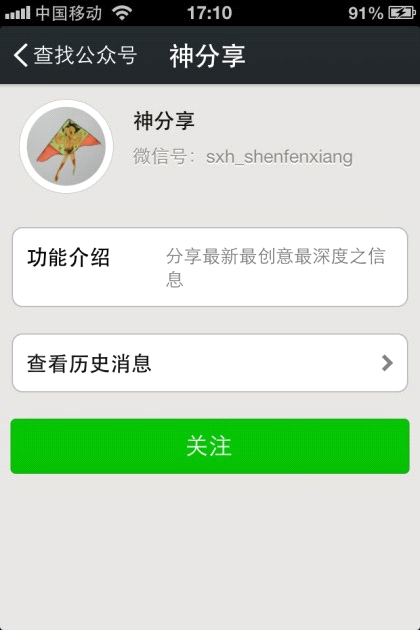 中国移动 17:10 91%
查找公众号 神分享
神分享
微信号：sxh_shenfenxiang
功能介绍 分享最新最创意最深度之信
息
查看历史消息
关注